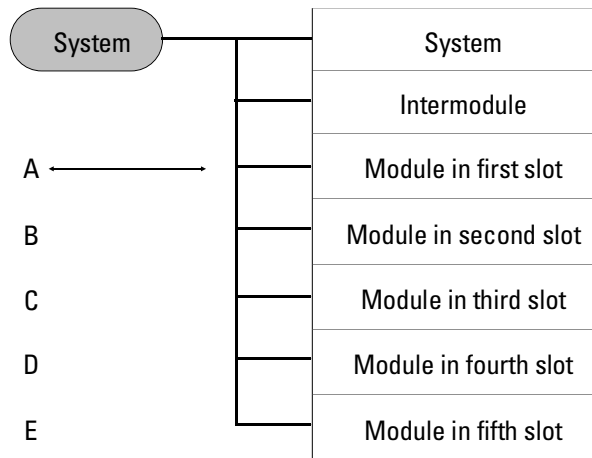 System System
Intermodule
A Module in first slot
B Module in second slot
C Module in third slot
D Module in fourth slot
E Module in fifth slot